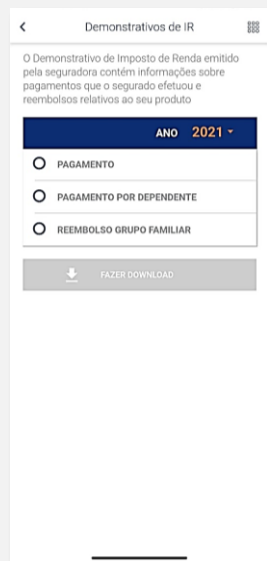 Demonstrativos de IR
O Demonstrativo de Imposto de Renda emitido
pela seguradora contém informações sobre
pagamentos que o segurado efetuou e
reembolsos relativos ao seu produto
ANO 2021
PAGAMENTO
PAGAMENTO POR DEPENDENTE
REEMBOLSO GRUPO FAMILIAR
FAZER DOWNLOAD